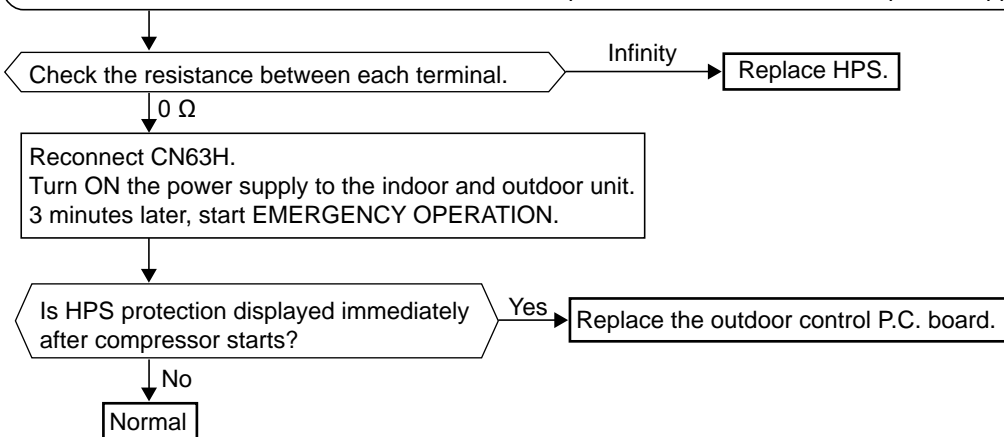 Check the resistance between each terminal.
Infinity
Replace HPS.
0 Ω
Reconnect CN63H.
Turn ON the power supply to the indoor and outdoor unit.
3 minutes later, start EMERGENCY OPERATION.
Is HPS protection displayed immediately
after compressor starts?
Yes
Replace the outdoor control P.C. board.
No
Normal